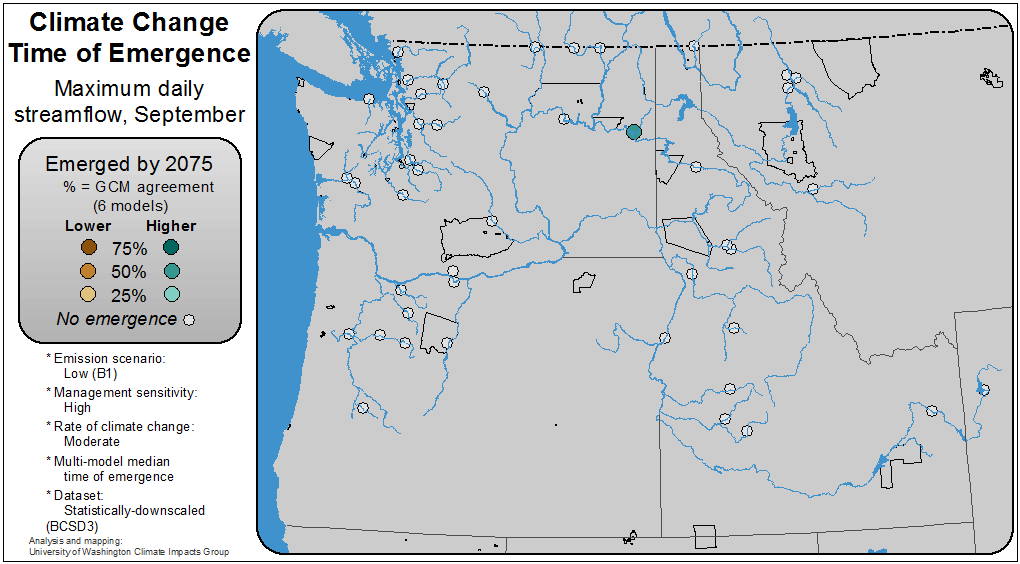 Climate Change
Time of Emergence
Maximum daily
streamflow, September
Emerged by 2075
% = GCM agreement
(6 models)
Lower Higher
75%
50%
25%
No emergence
* Emission scenario:
Low (B1)
* Management sensitivity:
High
* Rate of climate change:
Moderate
* Multi-model median
time of emergence
* Dataset:
Statistically-downscaled
(BCSD3)
Analysis and mapping:
University of Washington Climate Impacts Group